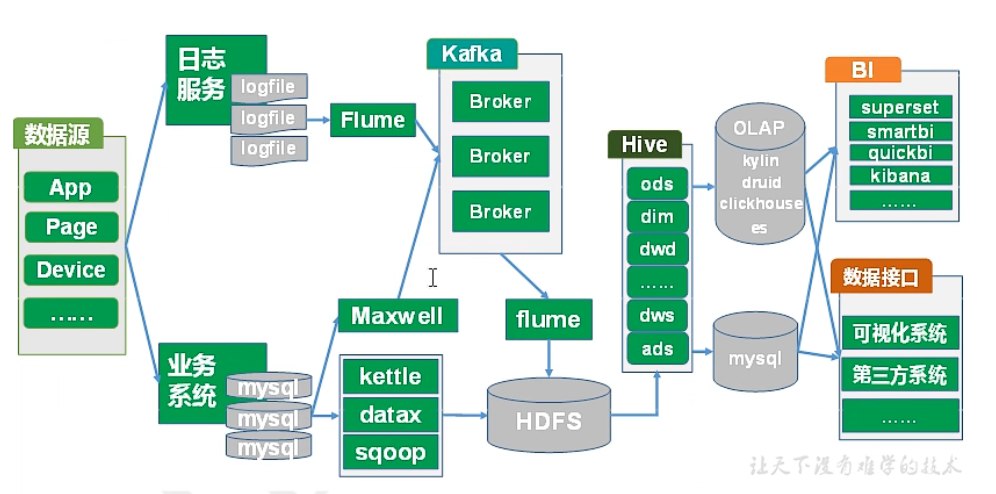 数据源
App
Page
Device
……
日志
服务
logfile
logfile
logfile
Flume
业务
系统
mysql
mysql
mysql
Maxwell
kettle
datax
sqoop
Kafka
Broker
Broker
Broker
flume
HDFS
Hive
ods
dim
dwd
……
dws
ads
OLAP
kylin
druid
clickhouse
es
mysql
BI
superset
smartbi
quickbi
kibana
……
数据接口
可视化系统
第三方系统
……
让天下没有难学的技术